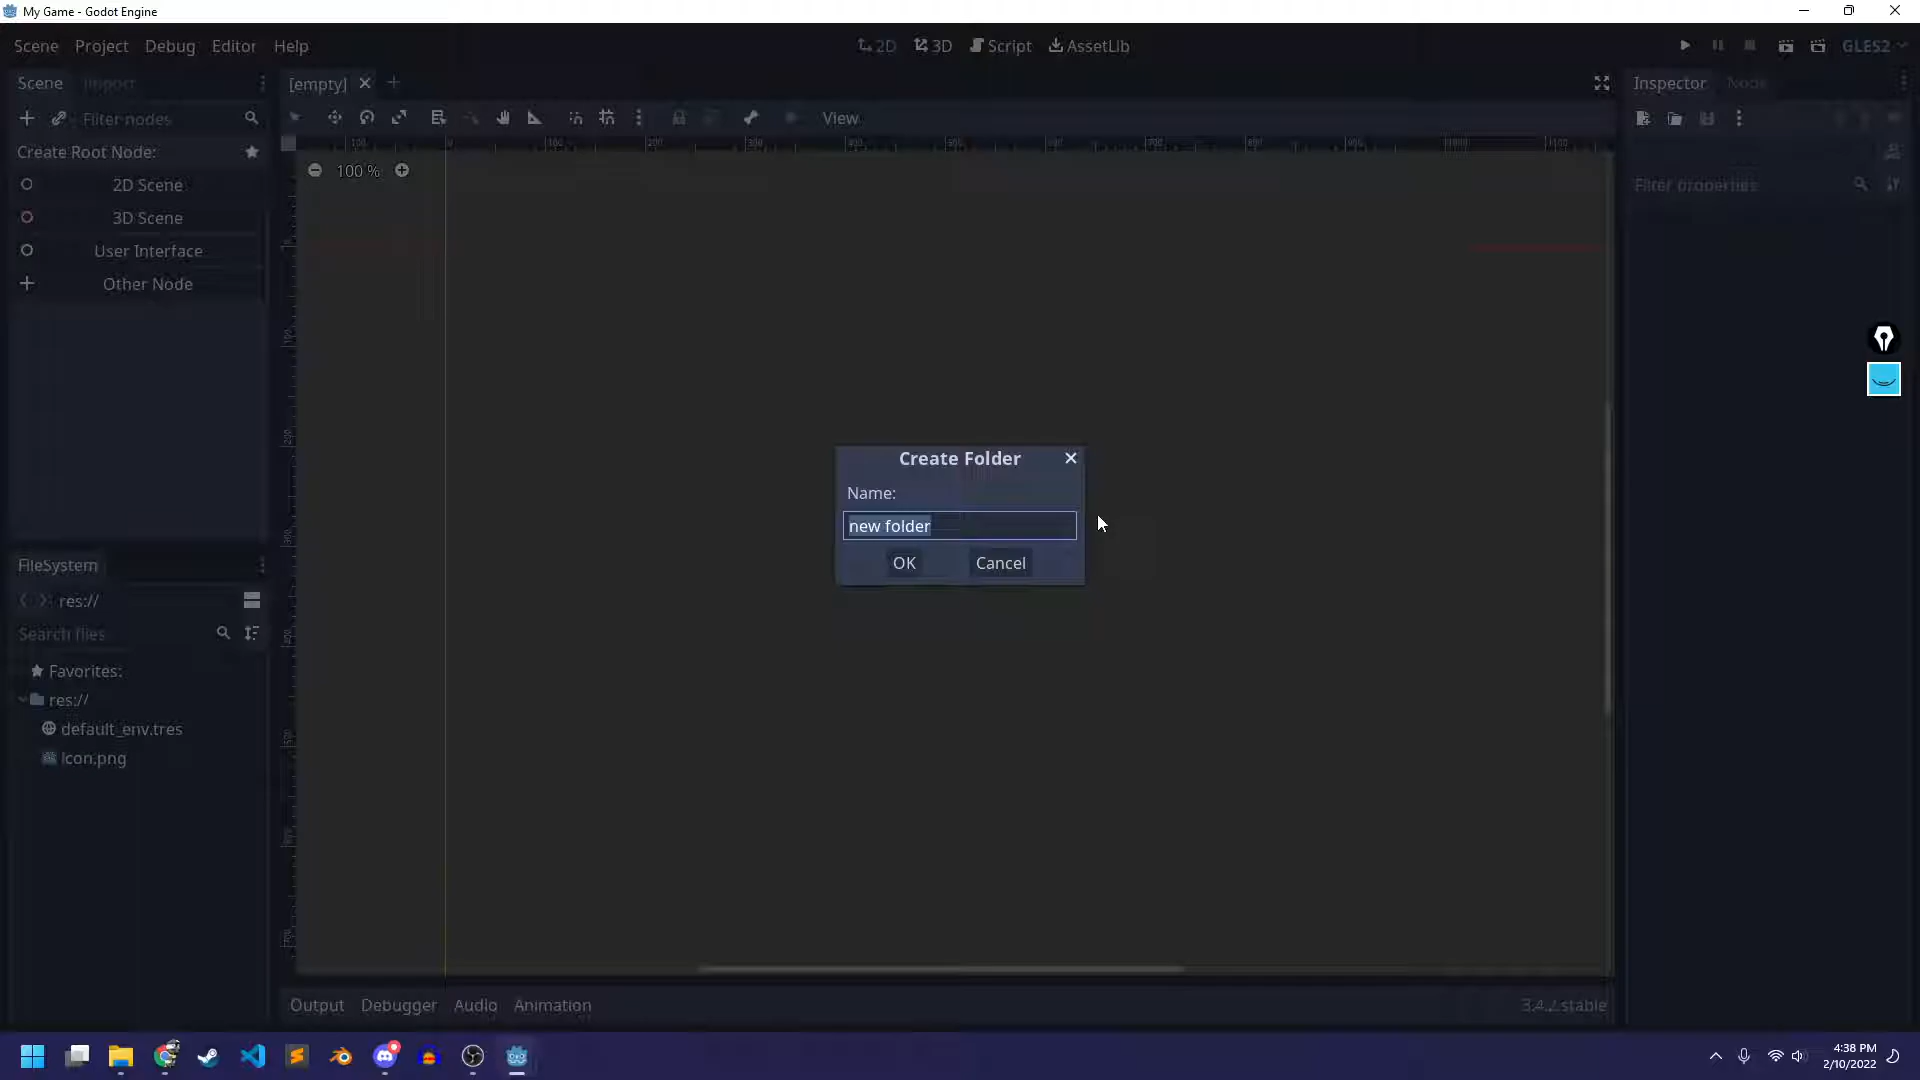 My Game - Godot Engine
Scene Project Debug Editor Help
2D 3D Script AssetLib
GLES2
Scene Import
[empty]
Inspector Node
Filter nodes
View
Create Root Node:
2D Scene
3D Scene
User Interface
Other Node
100 %
Filter properties
Create Folder
Name:
new folder
OK Cancel
FileSystem
res://
Search files
Favorites:
res://
default_env.tres
icon.png
Output Debugger Audio Animation
3.4.2.stable
4:38 PM
2/10/2022